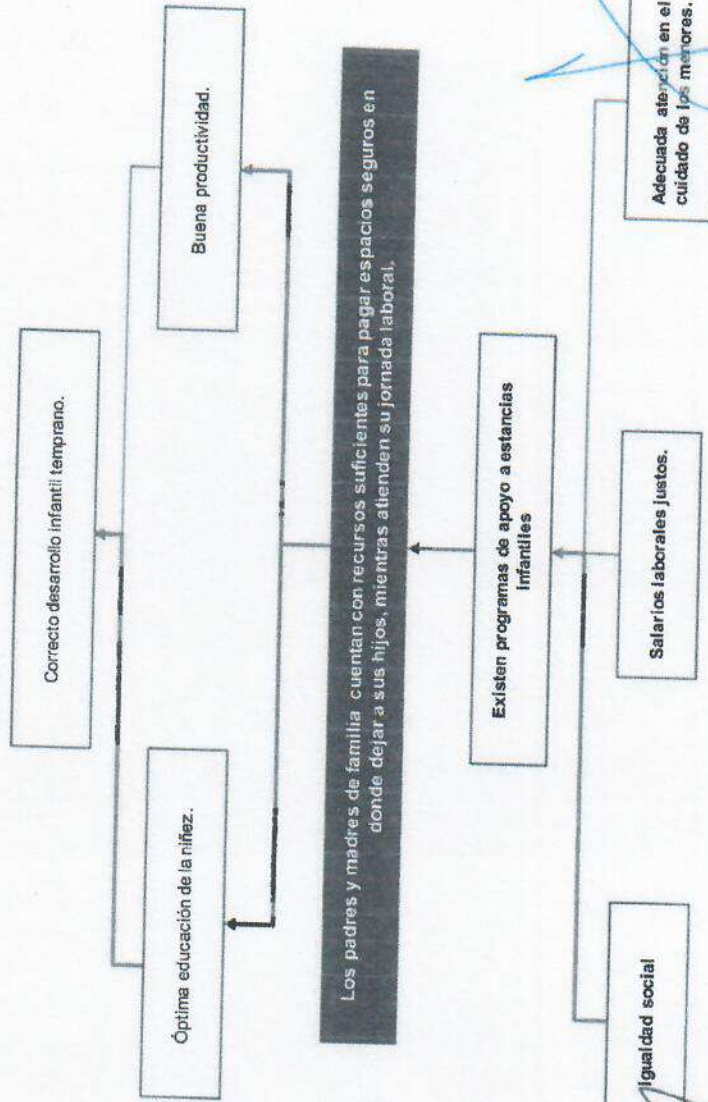 Correcto desarrollo infantil temprano.
Óptima educación de la niñez.
Buena productividad.
Los padres y madres de familia cuentan con recursos suficientes para pagar espacios seguros en
donde dejar a sus hijos, mientras atienden su jornada laboral.
Existen programas de apoyo a estancias
infantiles
Igualdad social
Salarios laborales justos.
Adecuada atención en el
cuidado de los menores.